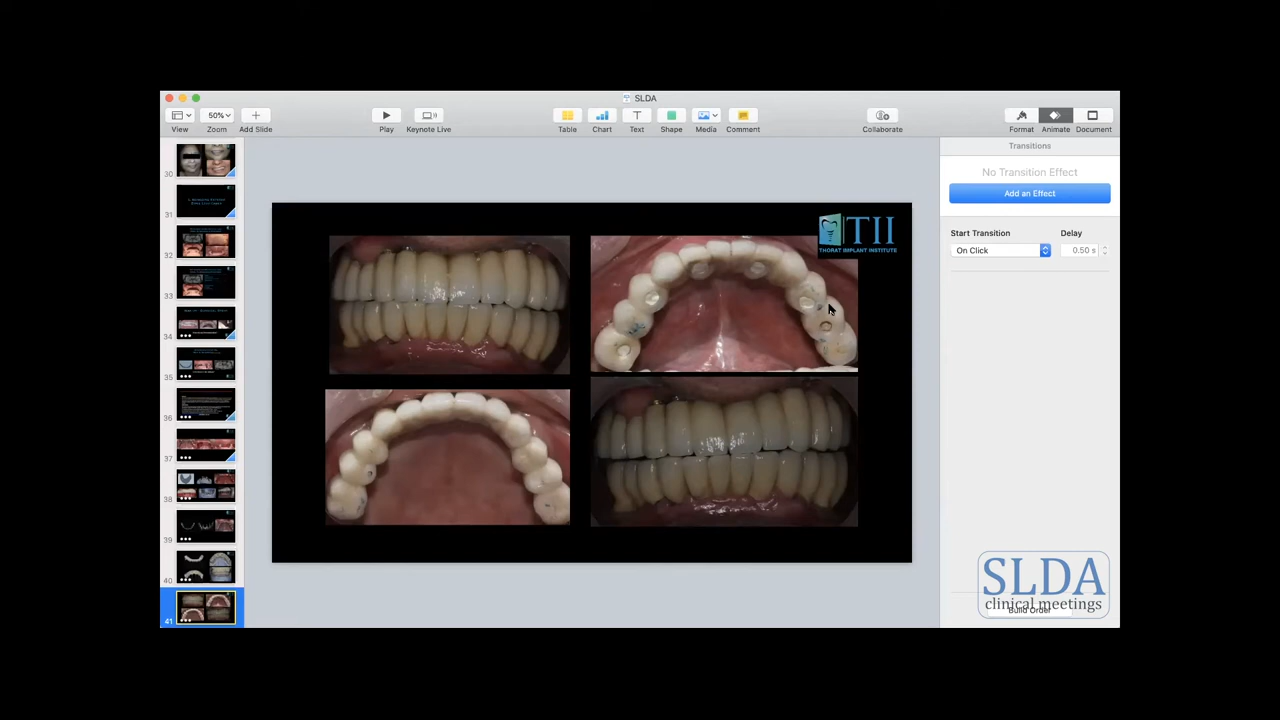 SLDA
50%
View
Zoom
Add Slide
Play
Keynote Live
Table
Chart
Text
Shape
Media
Comment
Collaborate
Format
Animate
Document
Transitions
No Transition Effect
Add an Effect
Start Transition
Delay
On Click
0.50 s
30
31
32
33
34
35
36
37
38
39
40
41
TII
THORAT IMPLANT INSTITUTE
SLDA
clinical meetings
Build Order